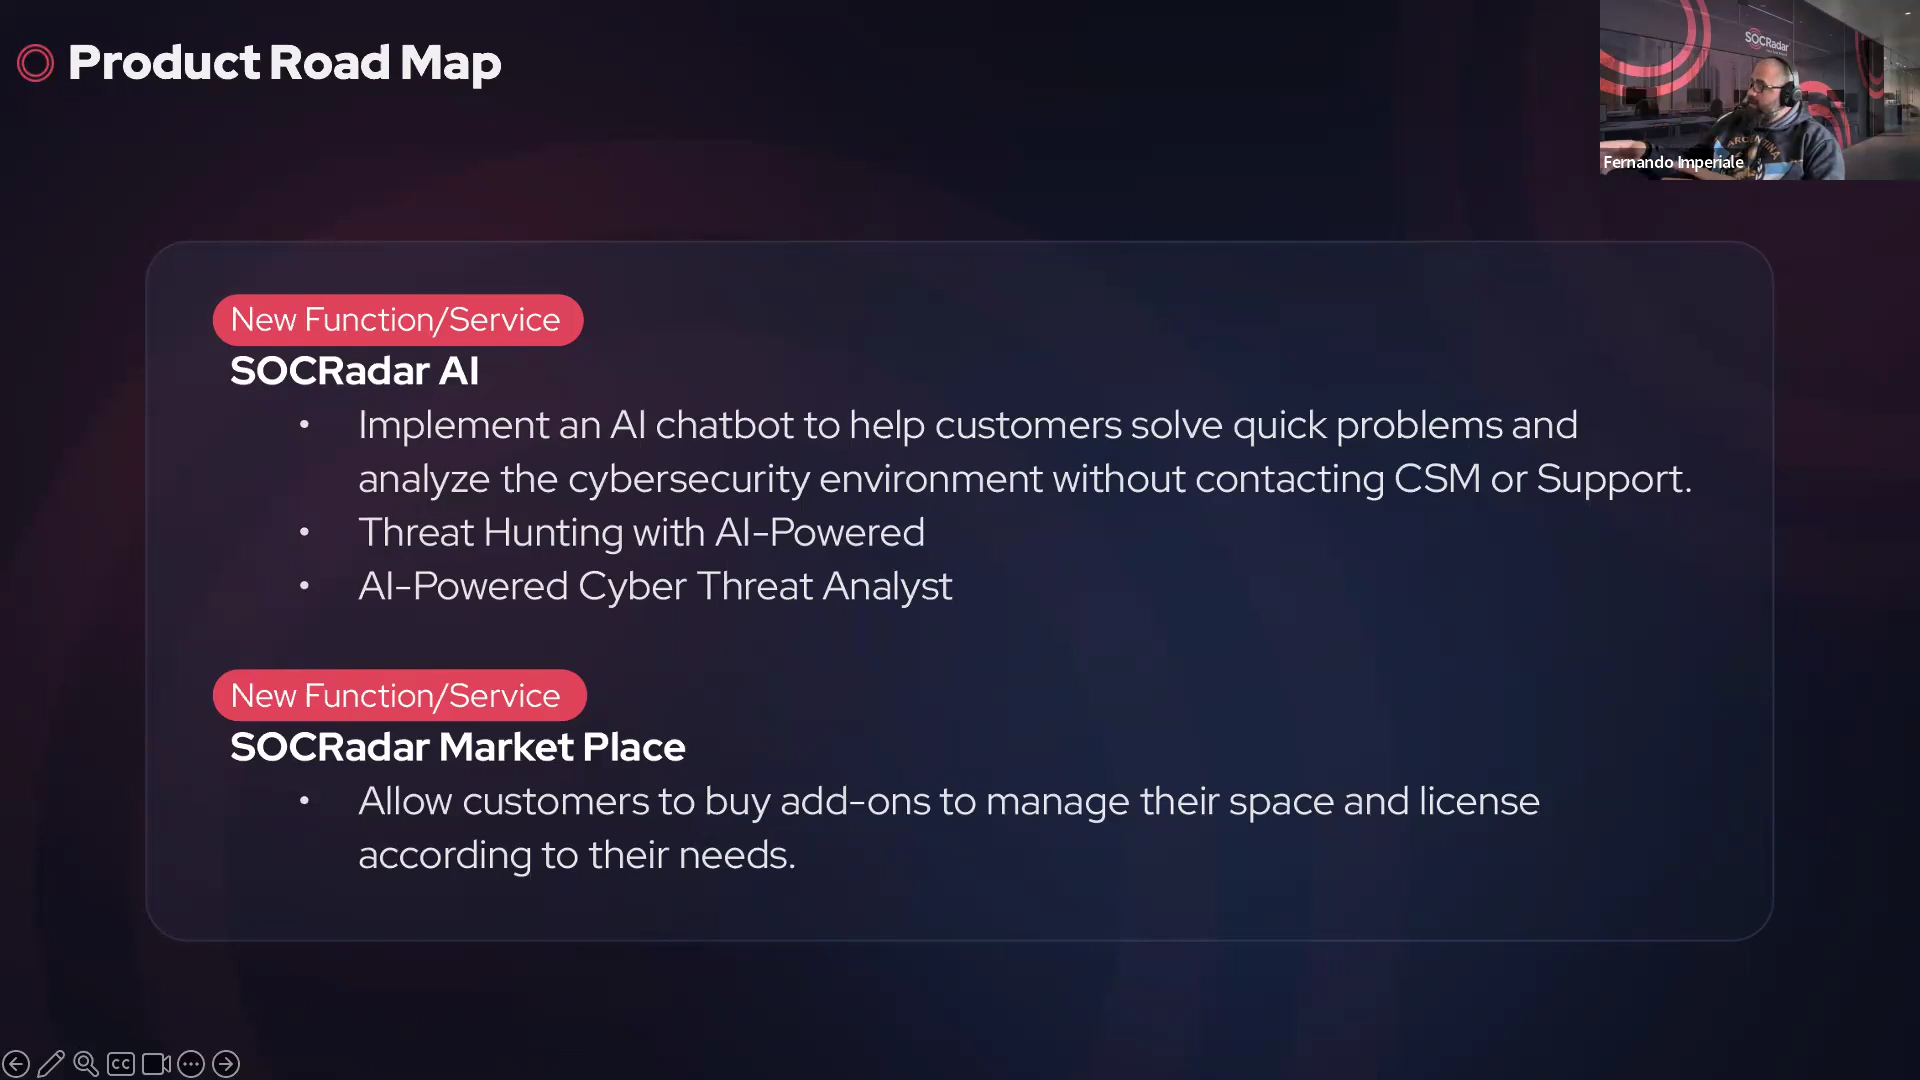 Product Road Map
SOCRadar
Fernando Imperiale
ARGENTINA
New Function/Service
SOCRadar AI
• Implement an AI chatbot to help customers solve quick problems and
analyze the cybersecurity environment without contacting CSM or Support.
• Threat Hunting with AI-Powered
• AI-Powered Cyber Threat Analyst
New Function/Service
SOCRadar Market Place
• Allow customers to buy add-ons to manage their space and license
according to their needs.
CC